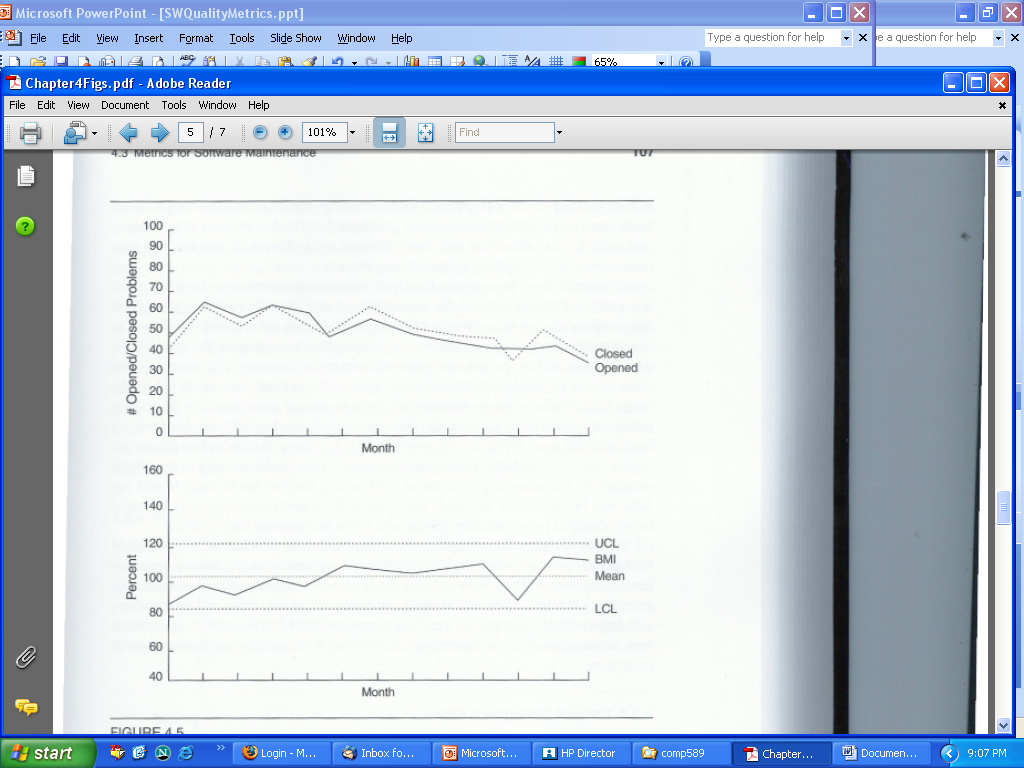 Microsoft PowerPoint - [SWQualityMetrics.ppt]
File Edit View Insert Format Tools Slide Show Window Help
Type a question for help
pe a question for help
65%
Chapter4Figs.pdf - Adobe Reader
File Edit View Document Tools Window Help
5 / 7
101%
Find
4.3 Metrics for Software Maintenance 107
100
90
80
70
60
50
40
30
20
10
0
# Opened/Closed Problems
Closed
Opened
Month
160
140
120
100
80
60
40
Percent
UCL
BMI
Mean
LCL
Month
FIGURE 4.5
start
Login - M...
Inbox fo...
Microsoft...
HP Director
comp589
Chapter...
Documen...
9:07 PM